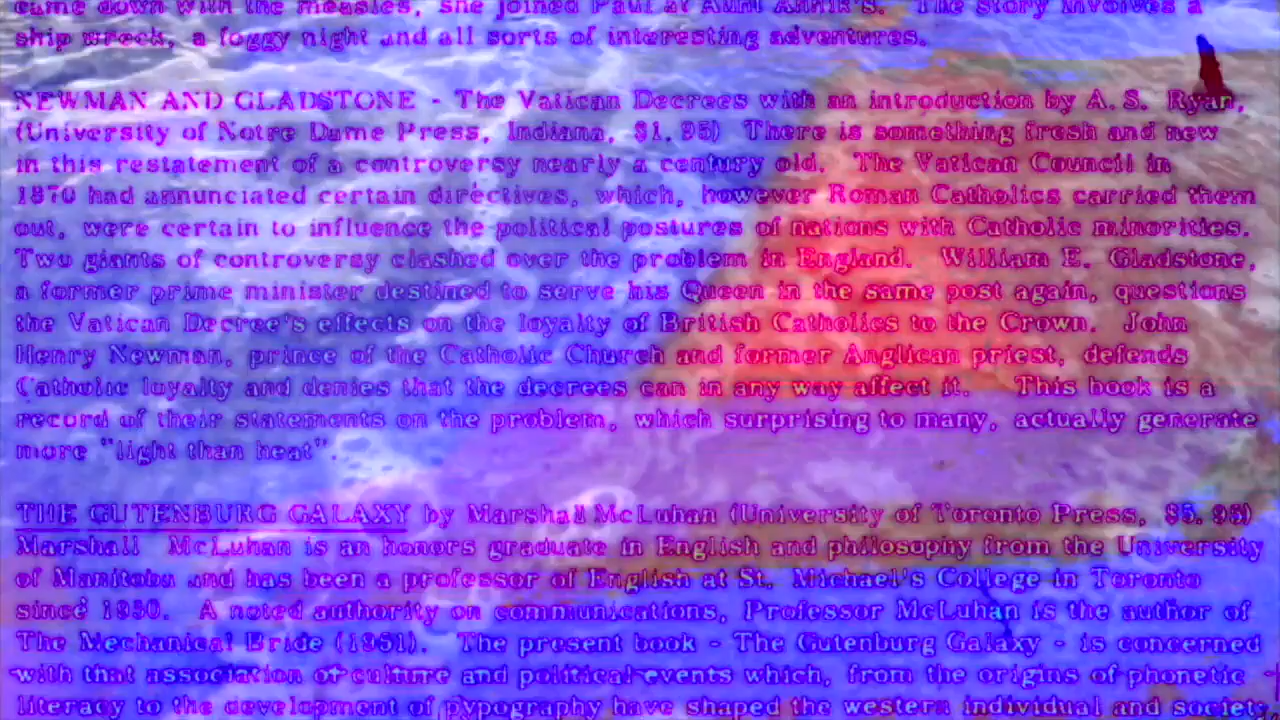 came down with the measles, she joined Paul at Aunt Annik's. The story involves a
ship wreck, a foggy night and all sorts of interesting adventures.
NEWMAN AND GLADSTONE - The Vatican Decrees with an introduction by A. S. Ryan,
(University of Notre Dame Press, Indiana, $1.95) There is something fresh and new
in this restatement of a controversy nearly a century old. The Vatican Council in
1870 had annunciated certain directives, which, however Roman Catholics carried them
out, were certain to influence the political postures of nations with Catholic minorities.
Two giants of controversy clashed over the problem in England. William E. Gladstone,
a former prime minister destined to serve his Queen in the same post again, questions
the Vatican Decree's effects on the loyalty of British Catholics to the Crown. John
Henry Newman, prince of the Catholic Church and former Anglican priest, defends
Catholic loyalty and denies that the decrees can in any way affect it. This book is a
record of their statements on the problem, which surprising to many, actually generate
more "light than heat".
THE GUTENBURG GALAXY by Marshall McLuhan (University of Toronto Press, $5.95)
Marshall McLuhan is an honors graduate in English and philosophy from the University
of Manitoba and has been a professor of English at St. Michael's College in Toronto
since 1950. A noted authority on communications, Professor McLuhan is the author of
The Mechanical Bride (1951). The present book - The Gutenburg Galaxy - is concerned
with that association of culture and political events which, from the origins of phonetic
literacy to the development of pypography have shaped the western individual and society,